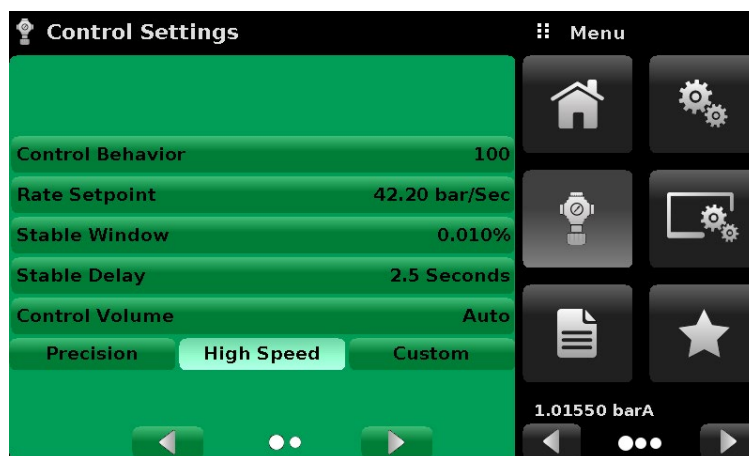 Control Settings
Menu
Control Behavior 100
Rate Setpoint 42.20 bar/Sec
Stable Window 0.010%
Stable Delay 2.5 Seconds
Control Volume Auto
Precision High Speed Custom
1.01550 barA